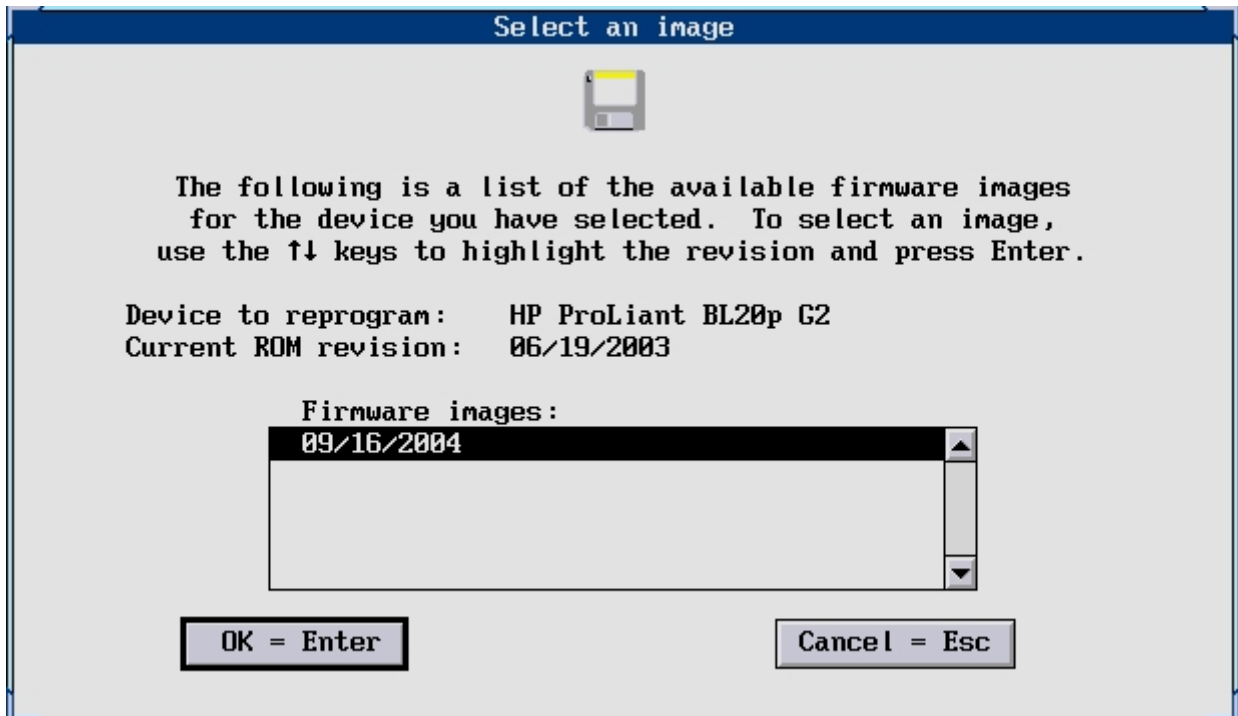 Select an image
The following is a list of the available firmware images
for the device you have selected.  To select an image,
use the ↑↓ keys to highlight the revision and press Enter.
Device to reprogram:   HP ProLiant BL20p G2
Current ROM revision:  06/19/2003
Firmware images:
09/16/2004
OK = Enter   Cancel = Esc